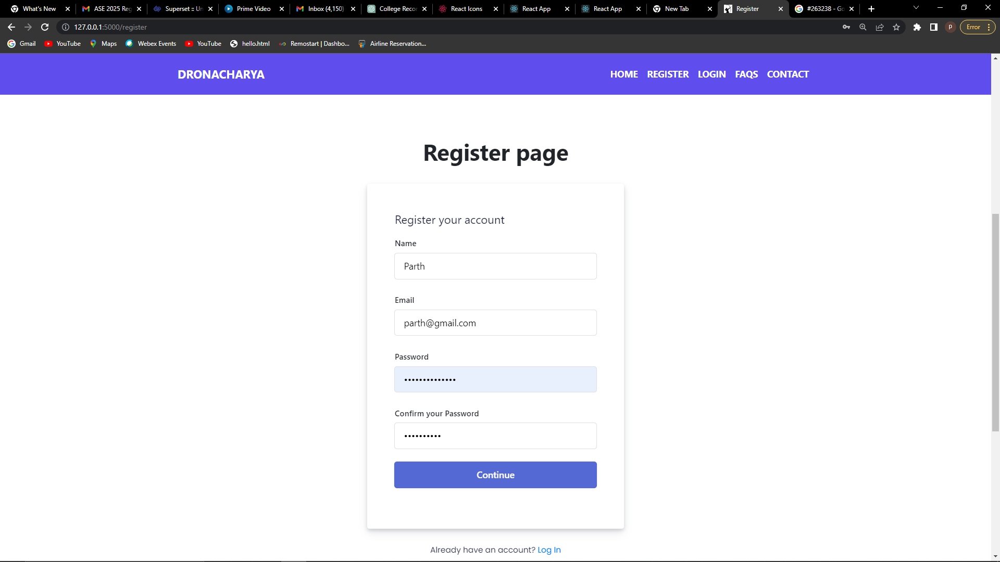 What's New
ASE 2025 Reg
Superset :: Un
Prime Video
Inbox (4,150)
College Recor
React Icons
React App
React App
New Tab
Register
#263238 - Go
127.0.0.1:5000/register
P
Error
Gmail
YouTube
Maps
Webex Events
YouTube
hello.html
Remostart | Dashbo...
Airline Reservation...
DRONACHARYA
HOME REGISTER LOGIN FAQS CONTACT
Register page
Register your account
Name
Parth
Email
parth@gmail.com
Password
••••••••••••••
Confirm your Password
••••••••••
Continue
Already have an account? Log In